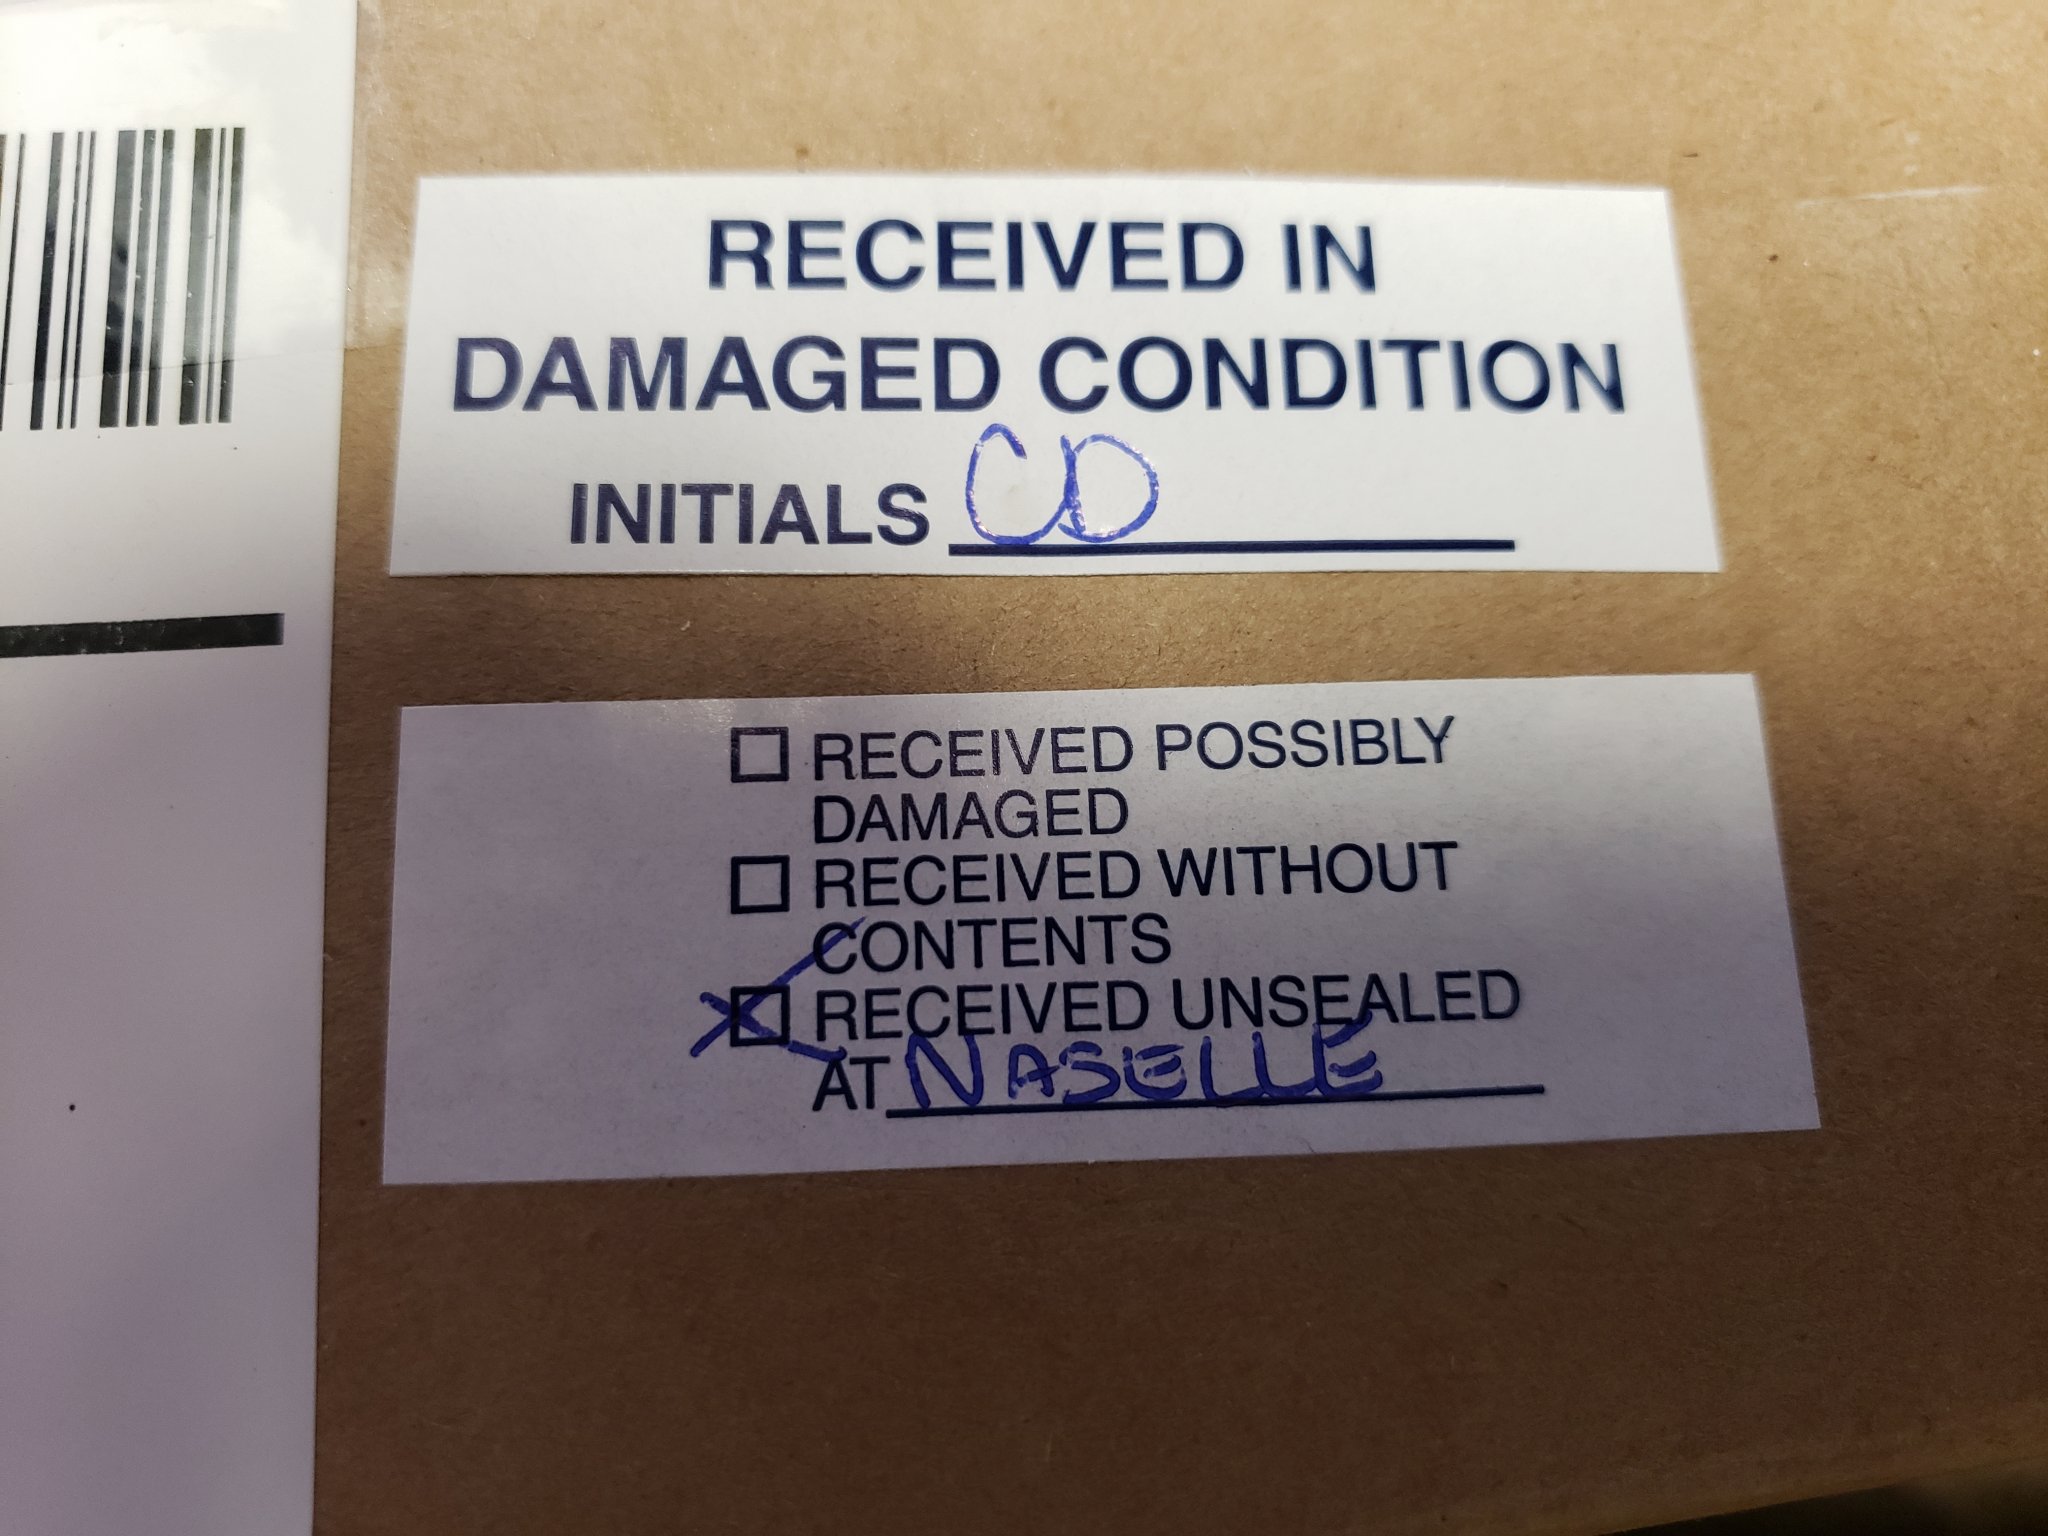 RECEIVED IN
DAMAGED CONDITION
INITIALS CD
RECEIVED POSSIBLY
DAMAGED
RECEIVED WITHOUT
CONTENTS
RECEIVED UNSEALED
AT NASELLE